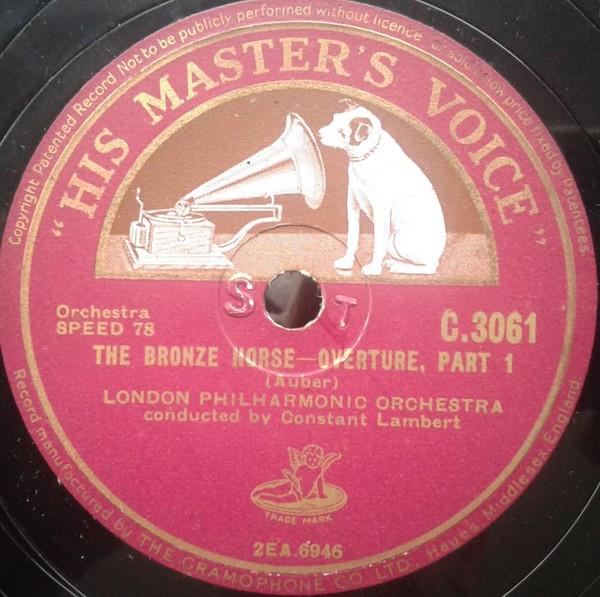 Copyright Patented Record Not to be publicly performed without licence or sold below price fixed by Patentees.
"HIS MASTER'S VOICE"
S T
Orchestra
SPEED 78
C.3061
THE BRONZE HORSE—OVERTURE, PART 1
(Auber)
LONDON PHILHARMONIC ORCHESTRA
conducted by Constant Lambert
TRADE MARK
2EA.6946
Record manufactured by THE GRAMOPHONE CO LTD. Hayes, Middlesex, England.